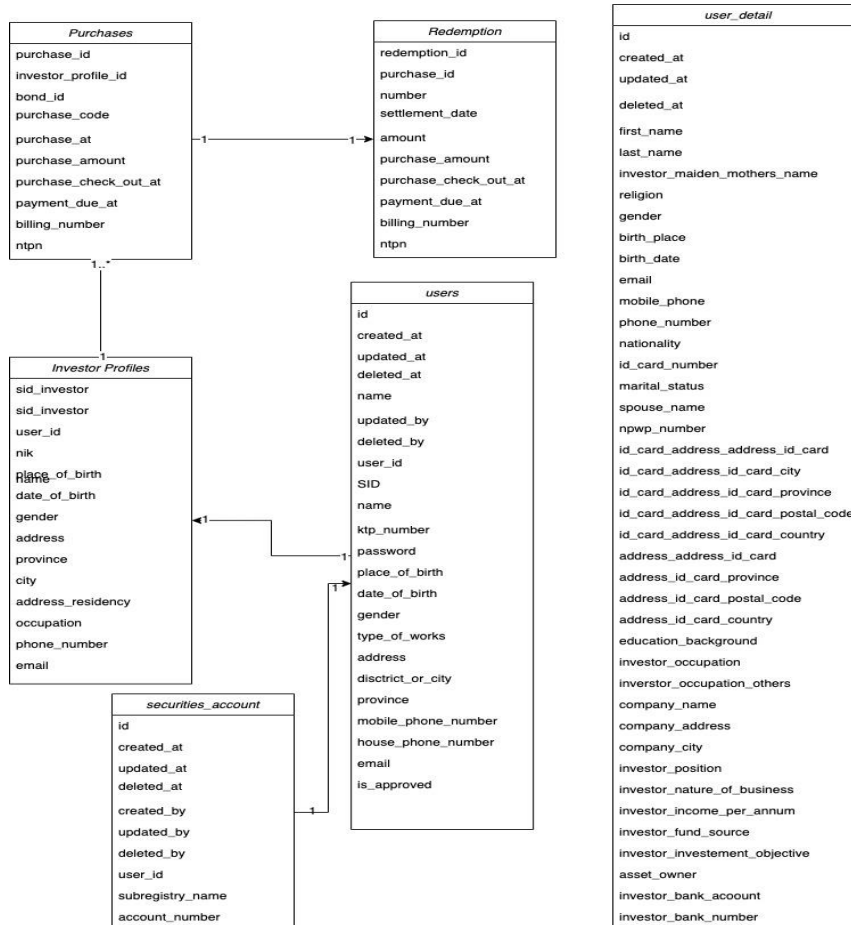 Purchases
purchase_id
investor_profile_id
bond_id
purchase_code
purchase_at
purchase_amount
purchase_check_out_at
payment_due_at
billing_number
ntpn
1
1
Redemption
redemption_id
purchase_id
number
settlement_date
amount
purchase_amount
purchase_check_out_at
payment_due_at
billing_number
ntpn
1..*
1
Investor Profiles
sid_investor
sid_investor
user_id
nik
place_of_birth
name
date_of_birth
gender
address
province
city
address_residency
occupation
phone_number
email
1
1
users
id
created_at
updated_at
deleted_at
name
updated_by
deleted_by
user_id
SID
name
ktp_number
password
place_of_birth
date_of_birth
gender
type_of_works
address
disctrict_or_city
province
mobile_phone_number
house_phone_number
email
is_approved
1
1
securities_account
id
created_at
updated_at
deleted_at
created_by
updated_by
deleted_by
user_id
subregistry_name
account_number
user_detail
id
created_at
updated_at
deleted_at
first_name
last_name
investor_maiden_mothers_name
religion
gender
birth_place
birth_date
email
mobile_phone
phone_number
nationality
id_card_number
marital_status
spouse_name
npwp_number
id_card_address_address_id_card
id_card_address_id_card_city
id_card_address_id_card_province
id_card_address_id_card_postal_code
id_card_address_id_card_country
address_address_id_card
address_id_card_province
address_id_card_postal_code
address_id_card_country
education_background
investor_occupation
inverstor_occupation_others
company_name
company_address
company_city
investor_position
investor_nature_of_business
investor_income_per_annum
investor_fund_source
investor_investement_objective
asset_owner
investor_bank_acoount
investor_bank_number